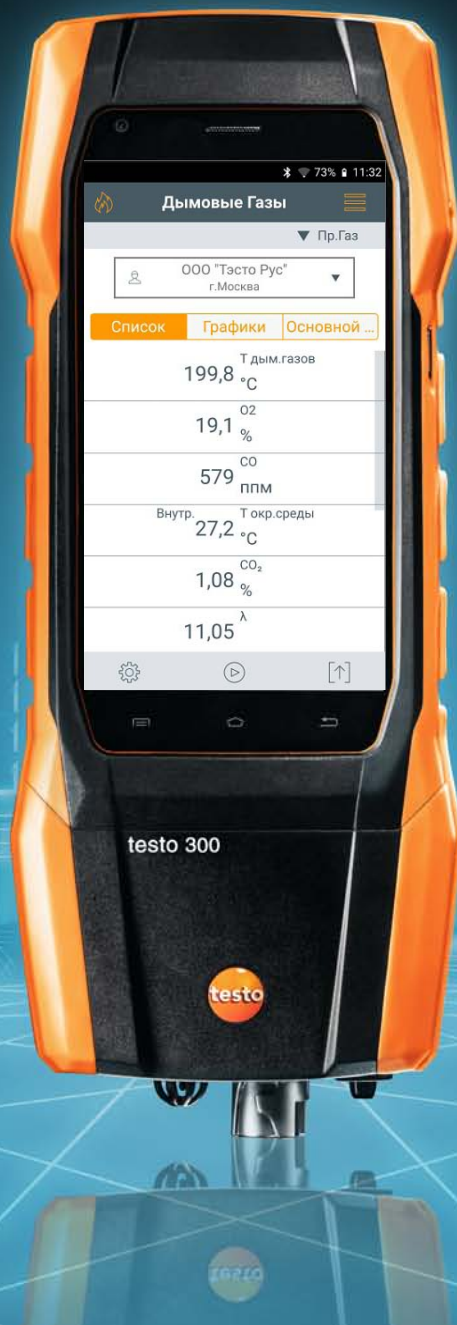 73% 11:32
Дымовые Газы
▼ Пр.Газ
ООО "Тэсто Рус" ▼
г.Москва
Список Графики Основной ...
199,8 Т дым.газов
°C
19,1 O2
%
579 CO
ппм
Внутр. 27,2 Т окр.среды
°C
1,08 CO₂
%
11,05 λ
testo 300
testo